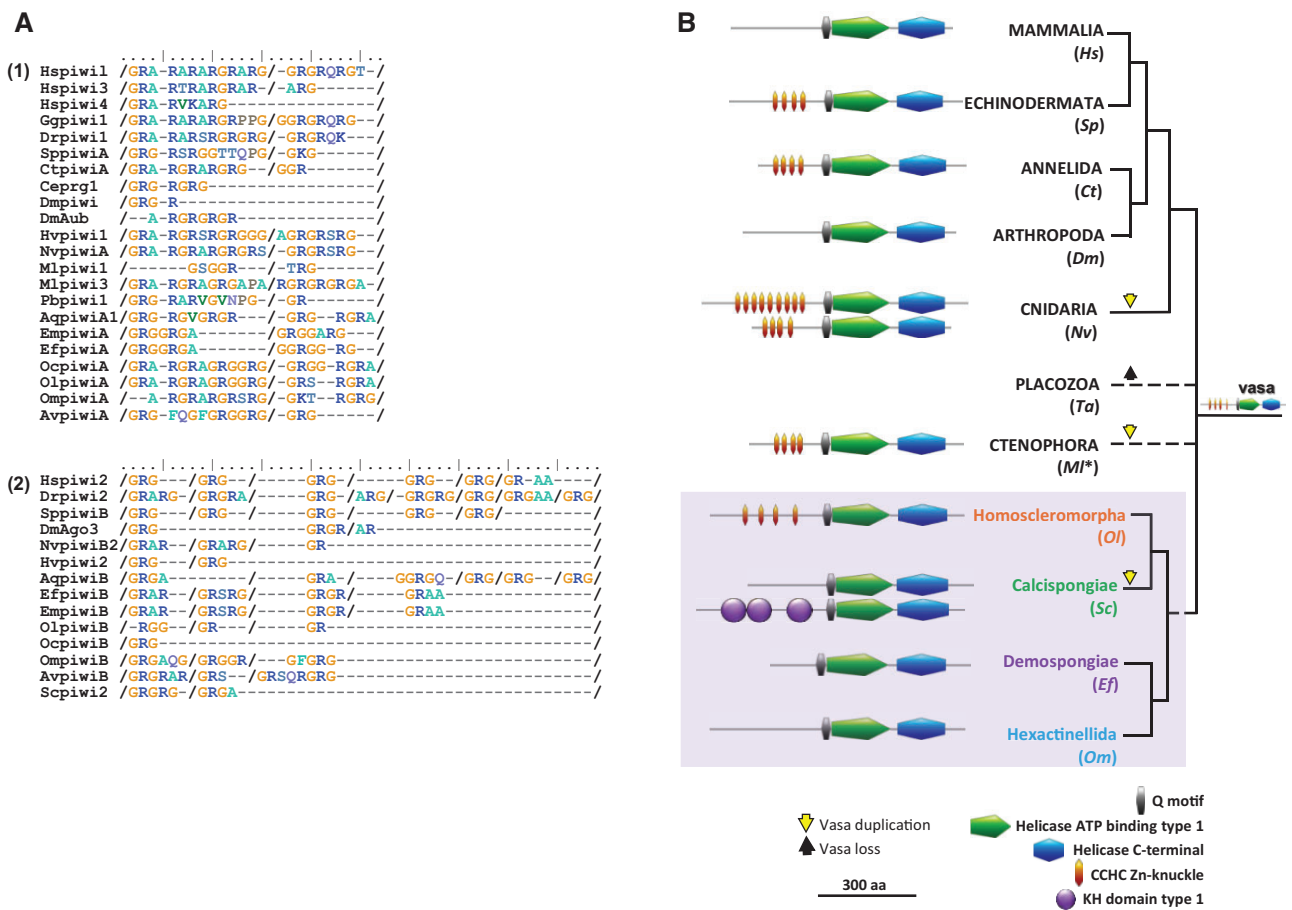 A
(1)
Hspiwi1 /GRA-RARARGRARG/-GRGRQRGT-/
Hspiwi3 /GRA-RTRARGRAR-/-ARG------/
Hspiwi4 /GRA-RVKARG---------------/
Ggpiwi1 /GRA-RARARGRPPG/GGRGRQRG--/
Drpiwi1 /GRA-RARSRGRGRG/-GRGRQK---/
SppiwiA /GRG-RSRGGTTQPG/-GKG------/
CtpiwiA /GRA-RGRARGRG--/GGR-------/
Ceprg1 /GRG-RGRG-----------------/
Dmpiwi /GRG-R--------------------/
DmAub /--A-RGRGRGR--------------/
Hvpiwi1 /GRA-RGRSRGRGGG/AGRGRSRG--/
NvpiwiA /GRA-RGRARGRGRS/-GRGRSRG--/
Mlpiwi1 /------GSGGR---/-TRG------/
Mlpiwi3 /GRA-RGRAGRGAPA/RGRGRGRGA-/
Pbpiwi1 /GRG-RARVGVNPG-/-GR-------/
AqpiwiA1/GRG-RGVGRGR---/-GRG--RGRA/
EmpiwiA /GRGGRGA-------/GRGGARG---/
EfpiwiA /GRGGRGA-------/GGRGG-RG--/
OcpiwiA /GRA-RGRAGRGGRG/-GRGG-RGRA/
OlpiwiA /GRA-RGRAGRGGRG/-GRS--RGRA/
OmpiwiA /--A-RGRARGRSRG/-GKT--RGRG/
AvpiwiA /GRG-FQGFGRGGRG/-GRG------/
(2)
Hspiwi2 /GRG---/GRG--/-----GRG-/-----GRG--/GRG/GR-AA----/
Drpiwi2 /GRARG-/GRGRA/-----GRG-/ARG/-GRGRG/GRG/GRGAA/GRG/
SppiwiB /GRG---/GRG--/-----GRG-/-----GRG--/GRG/---------/
DmAgo3 /GRG---------/-----GRGR/AR----------------------/
NvpiwiB2/GRAR--/GRARG/-----GR---------------------------/
Hvpiwi2 /GRG---/GRG-------------------------------------/
AqpiwiB /GRGA--------/-----GRA-/---GGRGQ-/GRG/GRG--/GRG/
EfpiwiB /GRAR--/GRSRG/-----GRGR/-----GRAA---------------/
EmpiwiB /GRAR--/GRSRG/-----GRGR/-----GRAA---------------/
OlpiwiB /-RGG--/GR---/-----GR---------------------------/
OcpiwiB /GRG--------------------------------------------/
OmpiwiB /GRGAQG/GRGGR/---GFGRG--------------------------/
AvpiwiB /GRGRAR/GRS--/GRSQRGRG--------------------------/
Scpiwi2 /GRGRG-/GRGA------------------------------------/
B
MAMMALIA
(Hs)
ECHINODERMATA
(Sp)
ANNELIDA
(Ct)
ARTHROPODA
(Dm)
CNIDARIA
(Nv)
PLACOZOA
(Ta)
vasa
CTENOPHORA
(Ml*)
Homoscleromorpha
(Ol)
Calcispongiae
(Sc)
Demospongiae
(Ef)
Hexactinellida
(Om)
Vasa duplication
Vasa loss
300 aa
Q motif
Helicase ATP binding type 1
Helicase C-terminal
CCHC Zn-knuckle
KH domain type 1